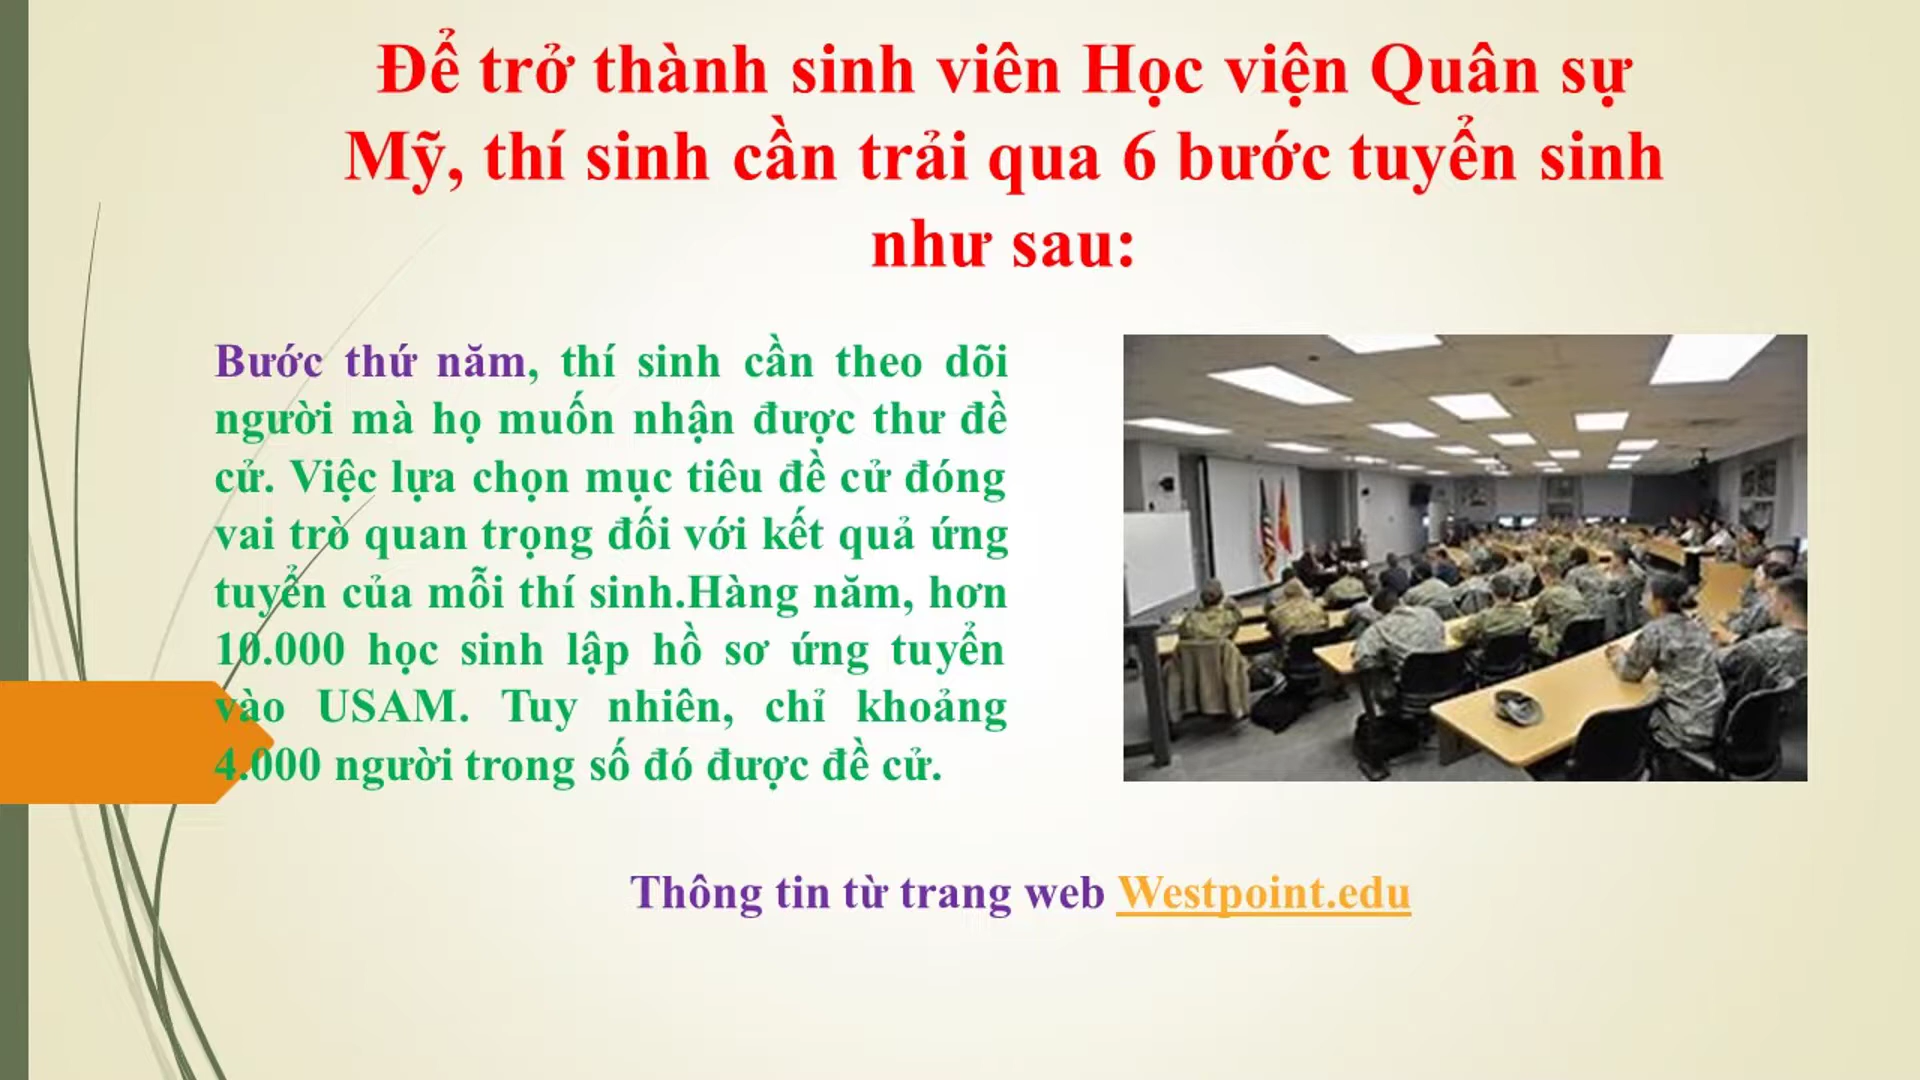 Để trở thành sinh viên Học viện Quân sự
Mỹ, thí sinh cần trải qua 6 bước tuyển sinh
như sau:
Bước thứ năm, thí sinh cần theo dõi
người mà họ muốn nhận được thư đề
cử. Việc lựa chọn mục tiêu đề cử đóng
vai trò quan trọng đối với kết quả ứng
tuyển của mỗi thí sinh.Hàng năm, hơn
10.000 học sinh lập hồ sơ ứng tuyển
vào USAM. Tuy nhiên, chỉ khoảng
4.000 người trong số đó được đề cử.
Thông tin từ trang web Westpoint.edu